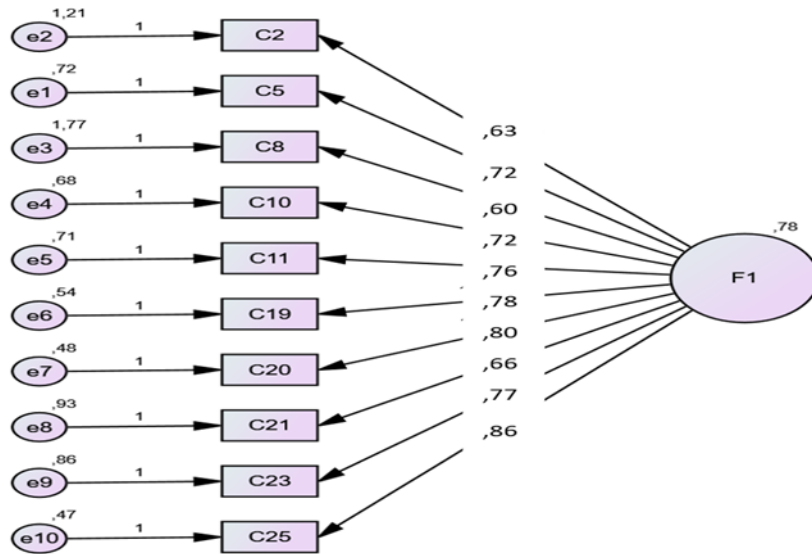 1,21
e2 1 C2
,72
e1 1 C5
1,77
e3 1 C8
,68
e4 1 C10
,71
e5 1 C11
,54
e6 1 C19
,48
e7 1 C20
,93
e8 1 C21
,86
e9 1 C23
,47
e10 1 C25
,63
,72
,60
,72
,76
,78
,80
,66
,77
,86
,78
F1